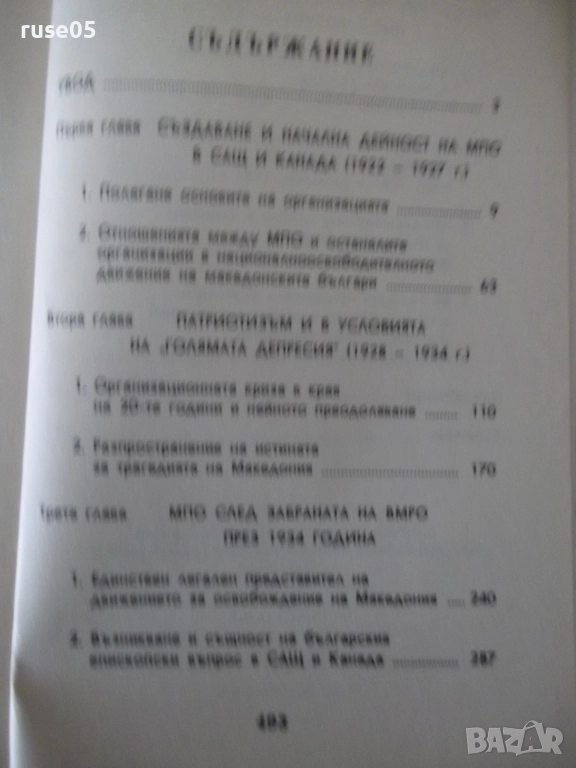 ruse05
СЪДЪРЖАНИЕ
УВОД 5
Първа глава СЪЗДАВАНЕ И НАЧАЛНА ДЕЙНОСТ НА МПО
В САЩ И КАНАДА (1922 – 1927 г.)
1. Полагане основите на организацията 9
2. Отношенията между МПО и останалите
организации в националноосвободителното
движение на македонските българи 63
Втора глава ПАТРИОТИЗЪМ И В УСЛОВИЯТА
НА „ГОЛЯМАТА ДЕПРЕСИЯ" (1928 – 1934 г.)
1. Организационната криза в края
на 20-те години и нейното преодоляване 110
2. Разпространение на истината
за трагедията на Македония 170
Трета глава МПО СЛЕД ЗАБРАНАТА НА ВМРО
ПРЕЗ 1934 ГОДИНА
1. Единствен легален представител на
движението за освобождение на Македония 240
2. Възникване и същност на българския
епископски въпрос в САЩ и Канада 287
493
BAZAR